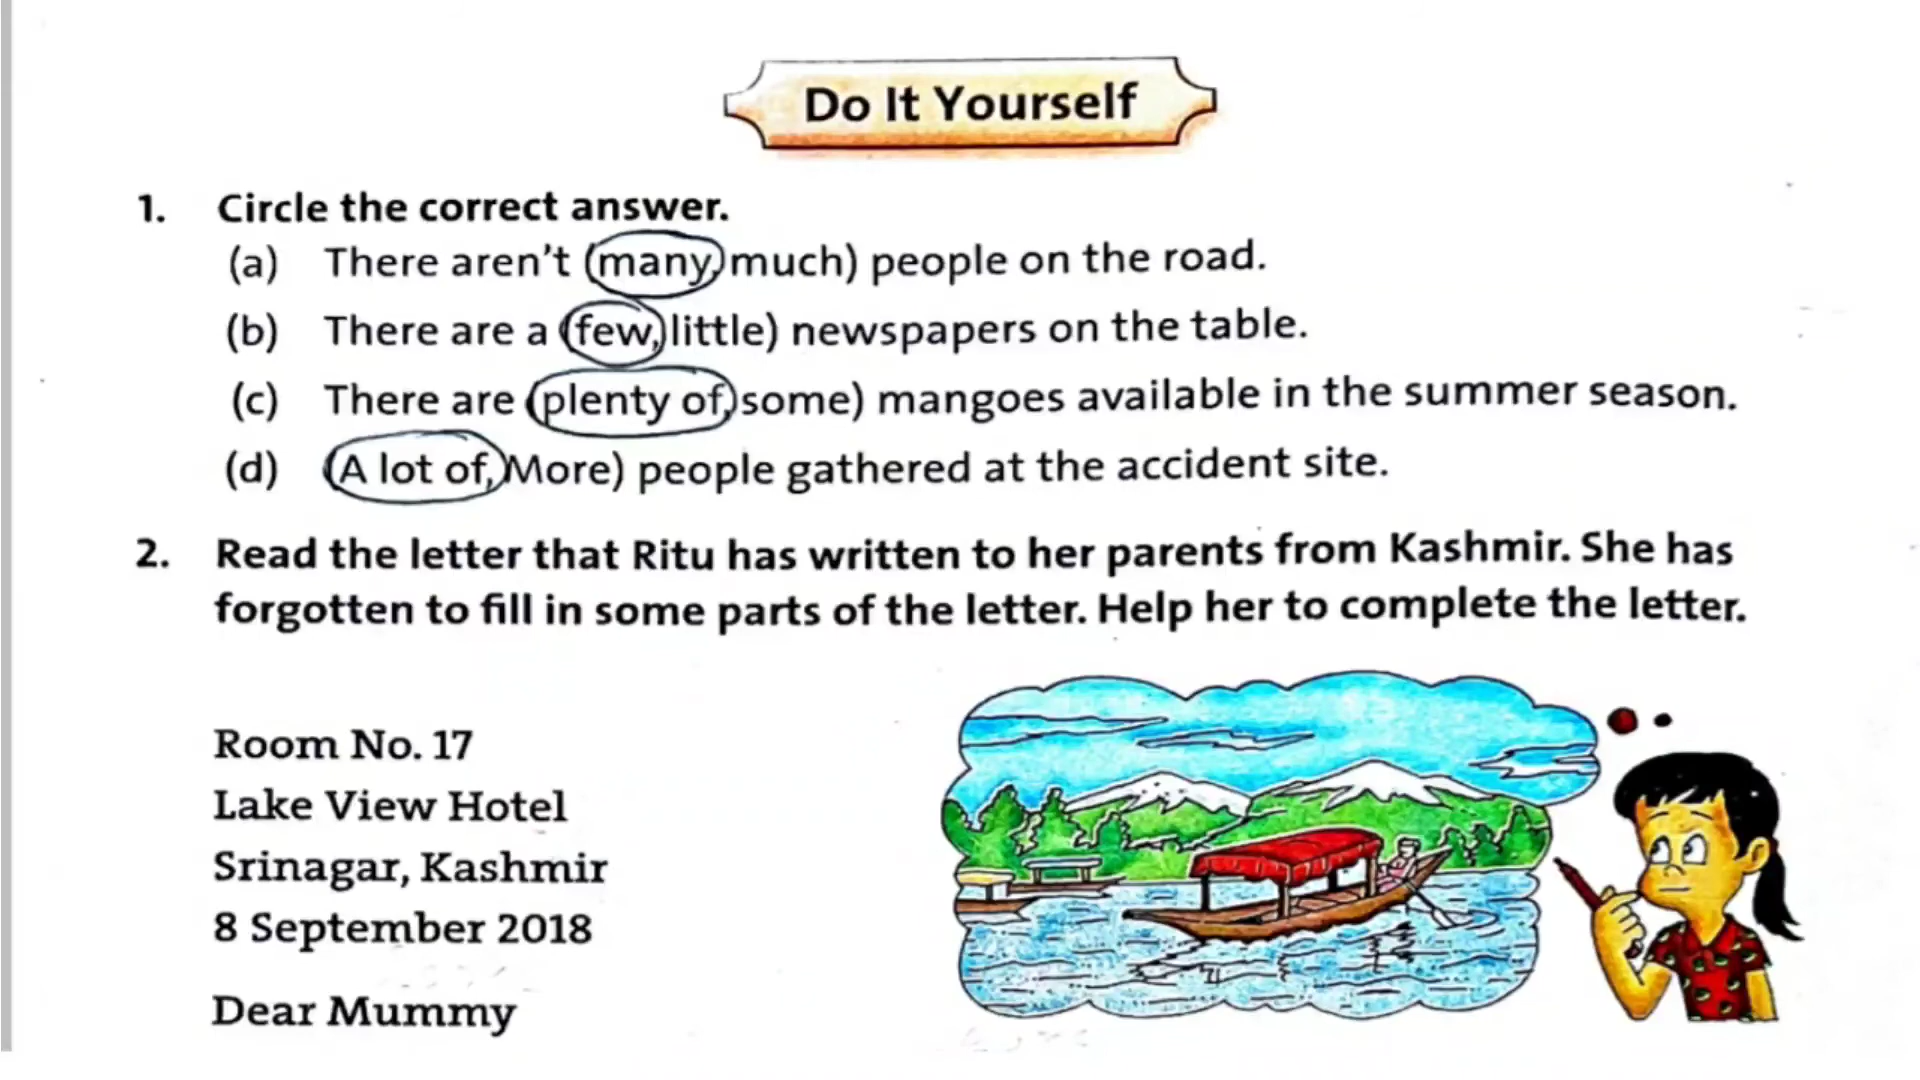 Do It Yourself
1. Circle the correct answer.
(a) There aren't (many, much) people on the road.
(b) There are a (few, little) newspapers on the table.
(c) There are (plenty of, some) mangoes available in the summer season.
(d) (A lot of, More) people gathered at the accident site.
2. Read the letter that Ritu has written to her parents from Kashmir. She has
forgotten to fill in some parts of the letter. Help her to complete the letter.
Room No. 17
Lake View Hotel
Srinagar, Kashmir
8 September 2018
Dear Mummy